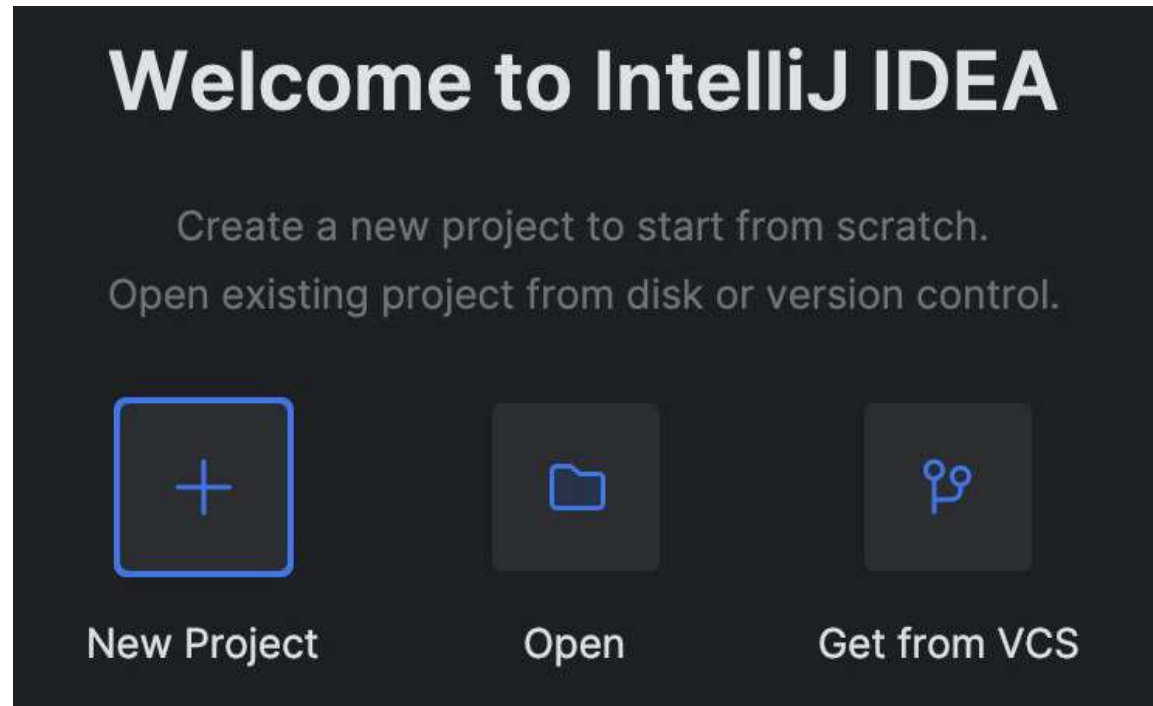 Welcome to IntelliJ IDEA
Create a new project to start from scratch.
Open existing project from disk or version control.
New Project
Open
Get from VCS